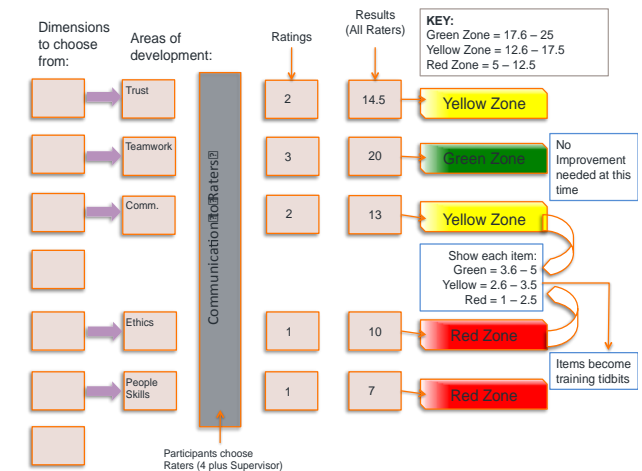 Dimensions
to choose
from:
Areas of
development:
Ratings
Results
(All Raters)
KEY:
Green Zone = 17.6 – 25
Yellow Zone = 12.6 – 17.5
Red Zone = 5 – 12.5
Trust
2
14.5
Yellow Zone
Teamwork
3
20
Green Zone
No
Improvement
needed at this
time
Comm.
2
13
Yellow Zone
Communication to Raters
Show each item:
Green = 3.6 – 5
Yellow = 2.6 – 3.5
Red = 1 – 2.5
Ethics
1
10
Red Zone
Items become
training tidbits
People
Skills
1
7
Red Zone
Participants choose
Raters (4 plus Supervisor)